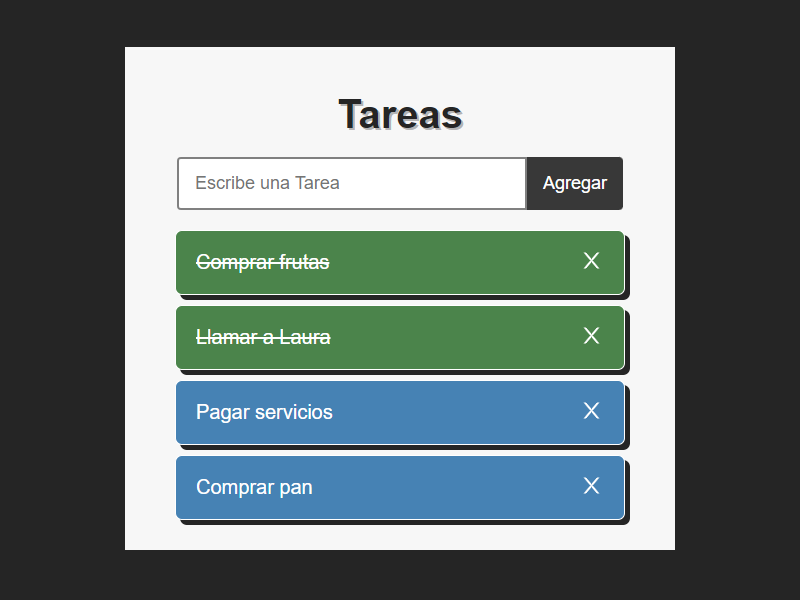 Tareas
Escribe una Tarea
Agregar
Comprar frutas
X
Llamar a Laura
X
Pagar servicios
X
Comprar pan
X